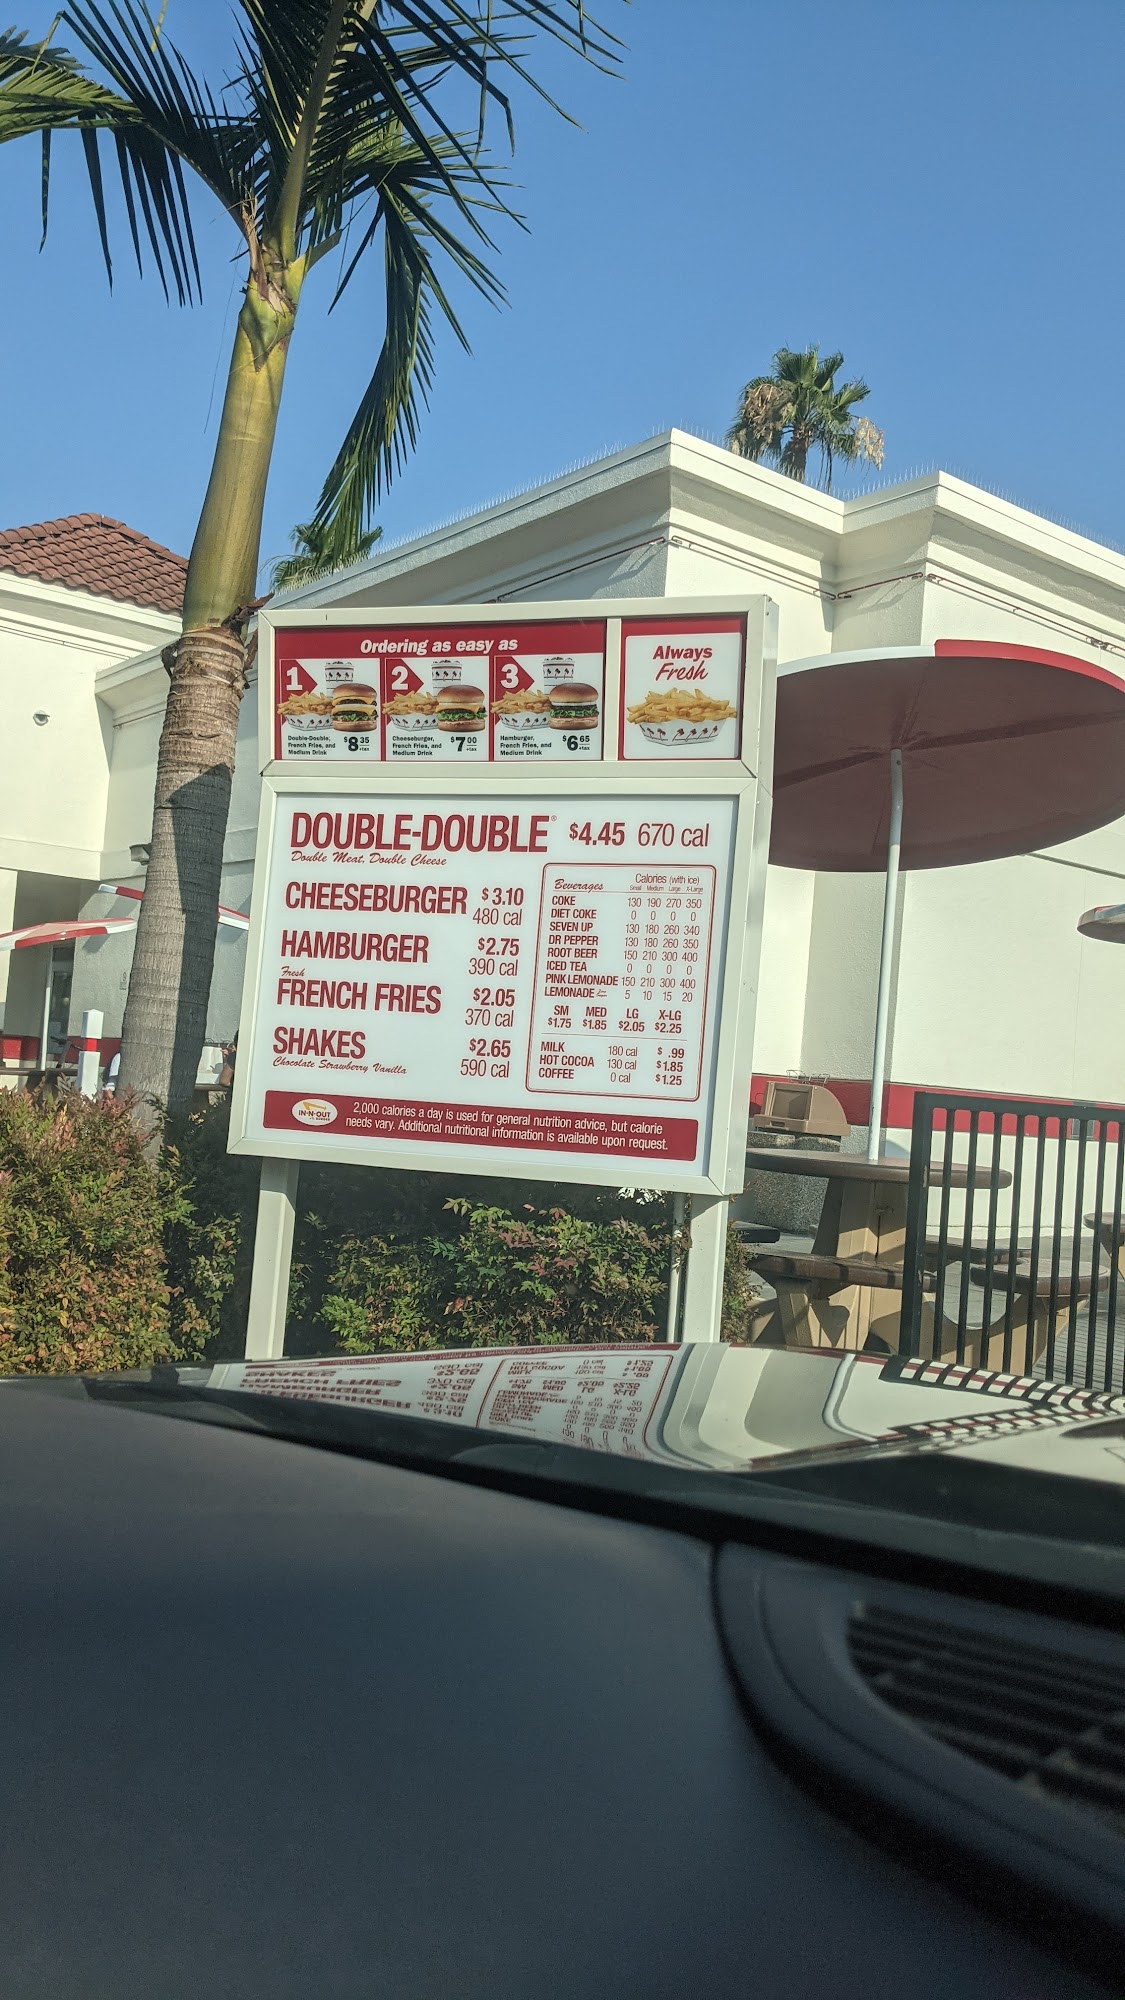 Ordering as easy as
1
Double-Double,
French Fries, and
Medium Drink
$8 35
+tax
2
Cheeseburger,
French Fries, and
Medium Drink
$7 00
+tax
3
Hamburger,
French Fries, and
Medium Drink
$6 65
+tax
Always
Fresh
DOUBLE-DOUBLE® $4.45 670 cal
Double Meat. Double Cheese
CHEESEBURGER $3.10
480 cal
HAMBURGER $2.75
390 cal
Fresh
FRENCH FRIES $2.05
370 cal
SHAKES $2.65
Chocolate Strawberry Vanilla 590 cal
Beverages Calories (with ice)
Small Medium Large X-Large
COKE 130 190 270 350
DIET COKE 0 0 0 0
SEVEN UP 130 180 260 340
DR PEPPER 130 180 260 350
ROOT BEER 150 210 300 400
ICED TEA 0 0 0 0
PINK LEMONADE 150 210 300 400
LEMONADE 5 10 15 20
SM MED LG X-LG
$1.75 $1.85 $2.05 $2.25
MILK 180 cal $ .99
HOT COCOA 130 cal $1.85
COFFEE 0 cal $1.25
IN-N-OUT
BURGER
2,000 calories a day is used for general nutrition advice, but calorie
needs vary. Additional nutritional information is available upon request.